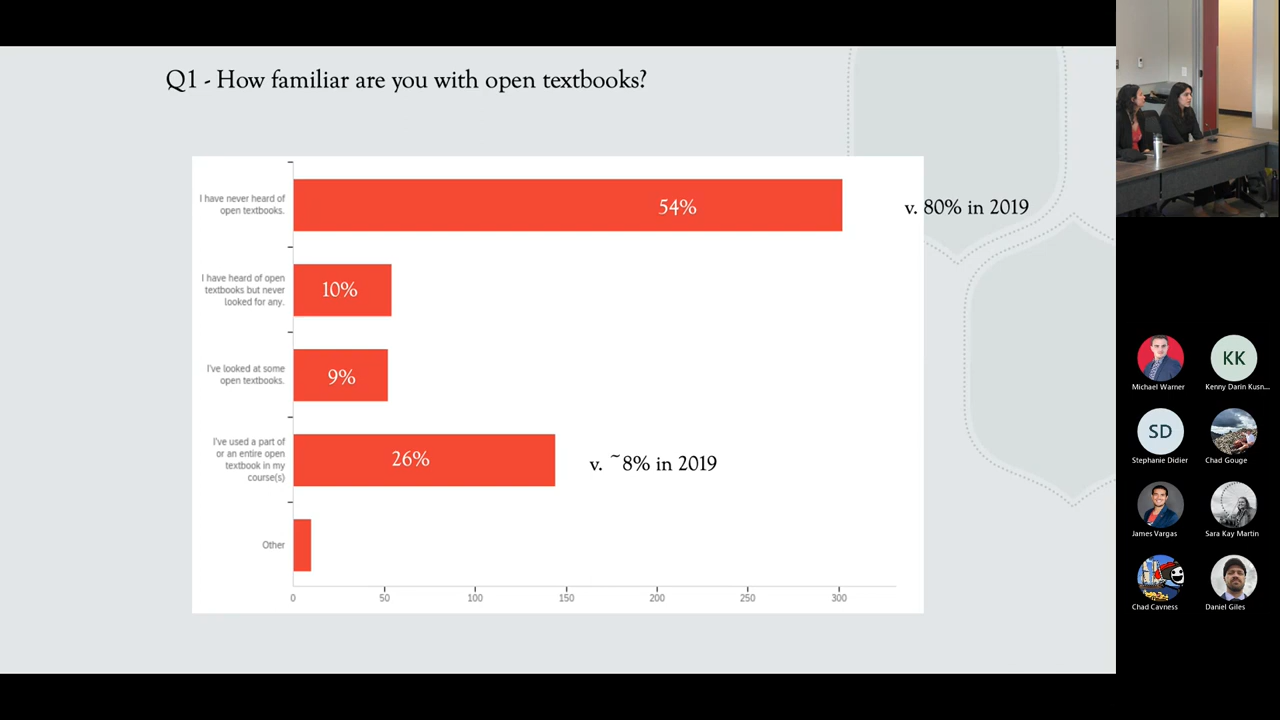 Q1 - How familiar are you with open textbooks?
I have never heard of
open textbooks.
54%
v. 80% in 2019
I have heard of open
textbooks but never
looked for any.
10%
I've looked at some
open textbooks.
9%
I've used a part of
or an entire open
textbook in my
course(s)
26%
v. ~8% in 2019
Other
0 50 100 150 200 250 300
Michael Warner
KK
Kenny Darin Kusn...
SD
Stephanie Didier
Chad Gouge
James Vargas
Sara Kay Martin
Chad Cavness
Daniel Giles